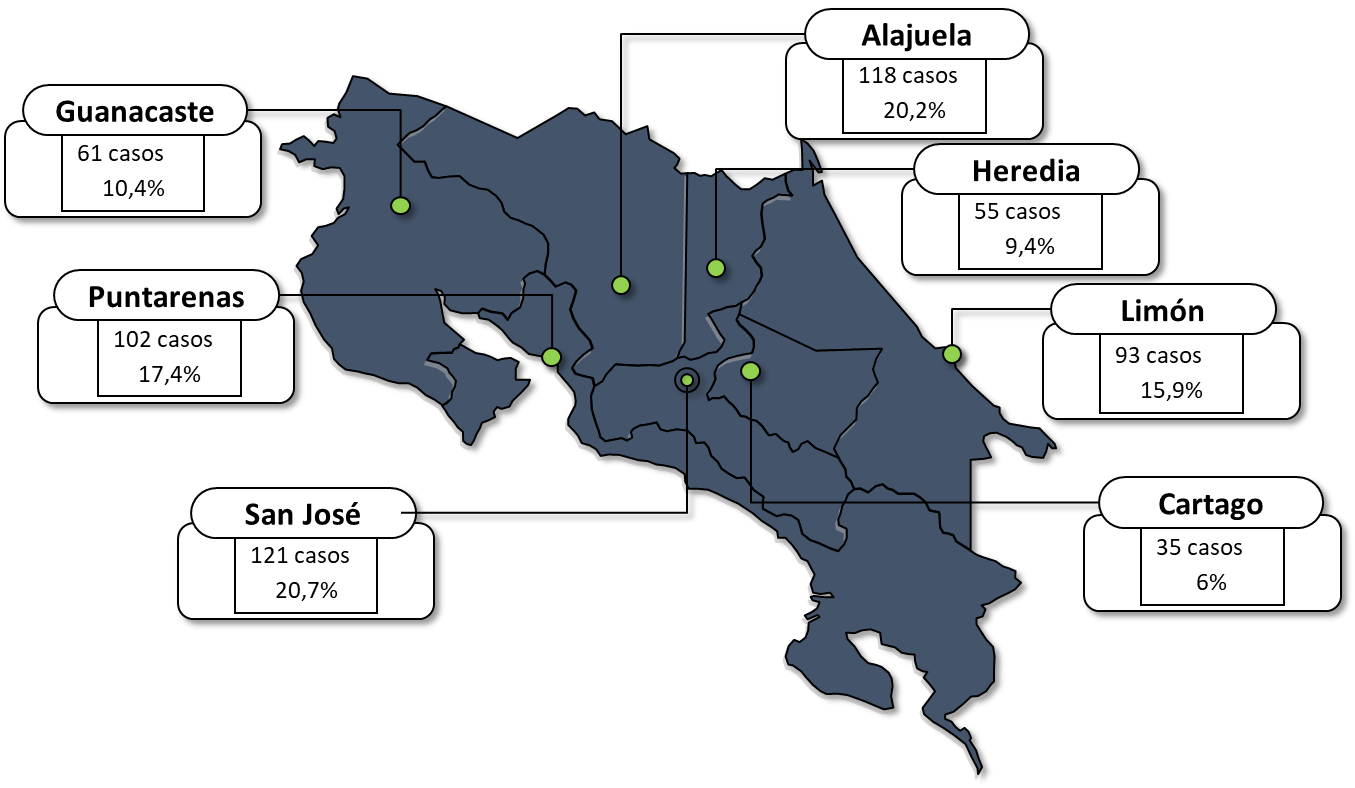 Alajuela
118 casos
20,2%
Guanacaste
61 casos
10,4%
Heredia
55 casos
9,4%
Puntarenas
102 casos
17,4%
Limón
93 casos
15,9%
San José
121 casos
20,7%
Cartago
35 casos
6%